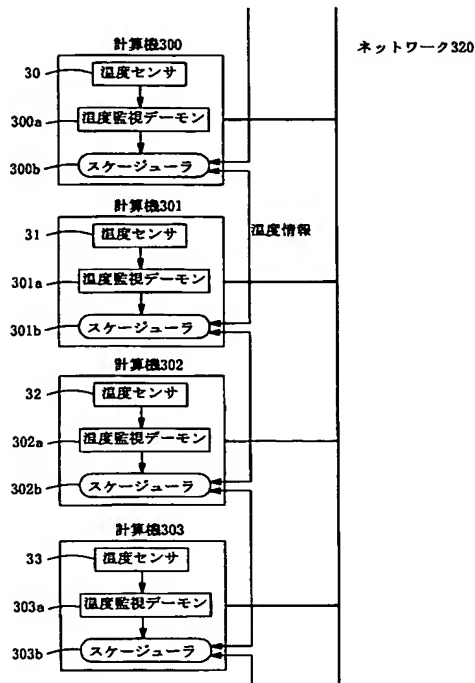 計算機300
ネットワーク320
30
温度センサ
300a
温度監視デーモン
300b
スケージューラ
計算機301
31
温度センサ
温度情報
301a
温度監視デーモン
301b
スケージューラ
計算機302
32
温度センサ
302a
温度監視デーモン
302b
スケージューラ
計算機303
33
温度センサ
303a
温度監視デーモン
303b
スケージューラ